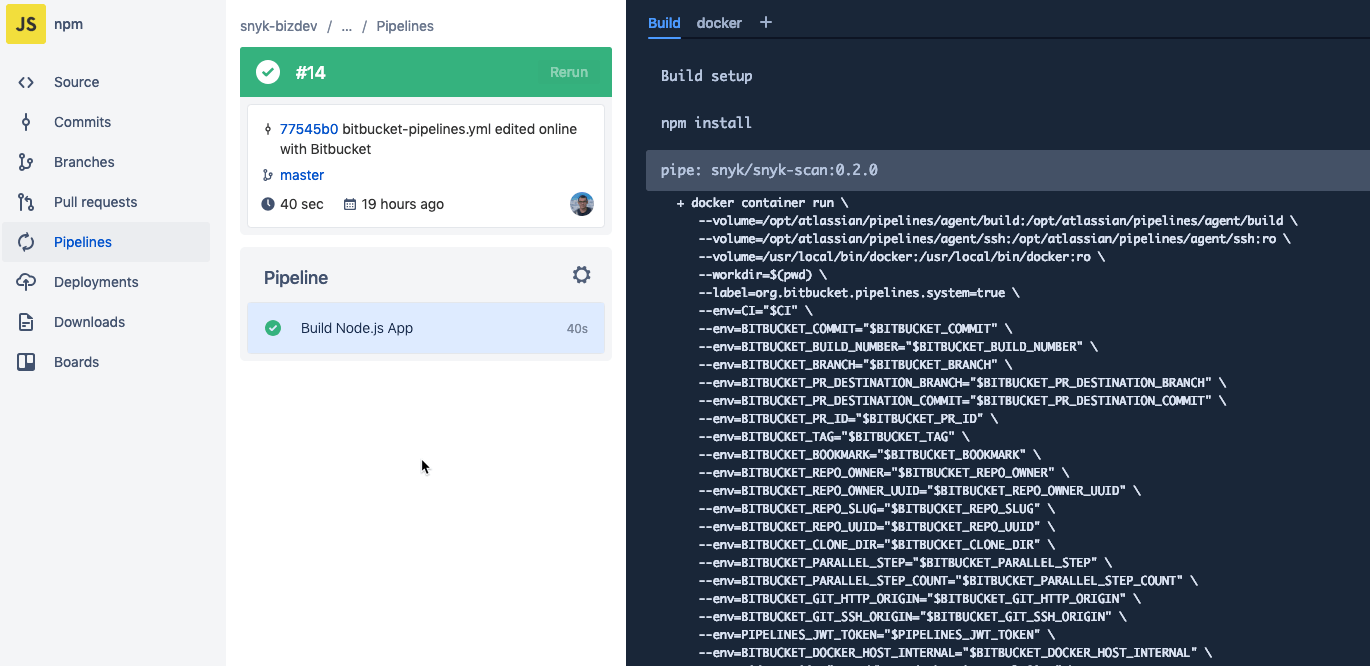 JS npm
Source
Commits
Branches
Pull requests
Pipelines
Deployments
Downloads
Boards
snyk-bizdev / ... / Pipelines
#14 Rerun
77545b0 bitbucket-pipelines.yml edited online
with Bitbucket
master
40 sec 19 hours ago
Pipeline
Build Node.js App 40s
Build docker +
Build setup
npm install
pipe: snyk/snyk-scan:0.2.0
+ docker container run \
--volume=/opt/atlassian/pipelines/agent/build:/opt/atlassian/pipelines/agent/build \
--volume=/opt/atlassian/pipelines/agent/ssh:/opt/atlassian/pipelines/agent/ssh:ro \
--volume=/usr/local/bin/docker:/usr/local/bin/docker:ro \
--workdir=$(pwd) \
--label=org.bitbucket.pipelines.system=true \
--env=CI="$CI" \
--env=BITBUCKET_COMMIT="$BITBUCKET_COMMIT" \
--env=BITBUCKET_BUILD_NUMBER="$BITBUCKET_BUILD_NUMBER" \
--env=BITBUCKET_BRANCH="$BITBUCKET_BRANCH" \
--env=BITBUCKET_PR_DESTINATION_BRANCH="$BITBUCKET_PR_DESTINATION_BRANCH" \
--env=BITBUCKET_PR_DESTINATION_COMMIT="$BITBUCKET_PR_DESTINATION_COMMIT" \
--env=BITBUCKET_PR_ID="$BITBUCKET_PR_ID" \
--env=BITBUCKET_TAG="$BITBUCKET_TAG" \
--env=BITBUCKET_BOOKMARK="$BITBUCKET_BOOKMARK" \
--env=BITBUCKET_REPO_OWNER="$BITBUCKET_REPO_OWNER" \
--env=BITBUCKET_REPO_OWNER_UUID="$BITBUCKET_REPO_OWNER_UUID" \
--env=BITBUCKET_REPO_SLUG="$BITBUCKET_REPO_SLUG" \
--env=BITBUCKET_REPO_UUID="$BITBUCKET_REPO_UUID" \
--env=BITBUCKET_CLONE_DIR="$BITBUCKET_CLONE_DIR" \
--env=BITBUCKET_PARALLEL_STEP="$BITBUCKET_PARALLEL_STEP" \
--env=BITBUCKET_PARALLEL_STEP_COUNT="$BITBUCKET_PARALLEL_STEP_COUNT" \
--env=BITBUCKET_GIT_HTTP_ORIGIN="$BITBUCKET_GIT_HTTP_ORIGIN" \
--env=BITBUCKET_GIT_SSH_ORIGIN="$BITBUCKET_GIT_SSH_ORIGIN" \
--env=PIPELINES_JWT_TOKEN="$PIPELINES_JWT_TOKEN" \
--env=BITBUCKET_DOCKER_HOST_INTERNAL="$BITBUCKET_DOCKER_HOST_INTERNAL" \